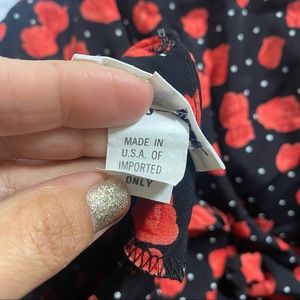 MADE IN
U.S.A. OF
IMPORTED
ONLY